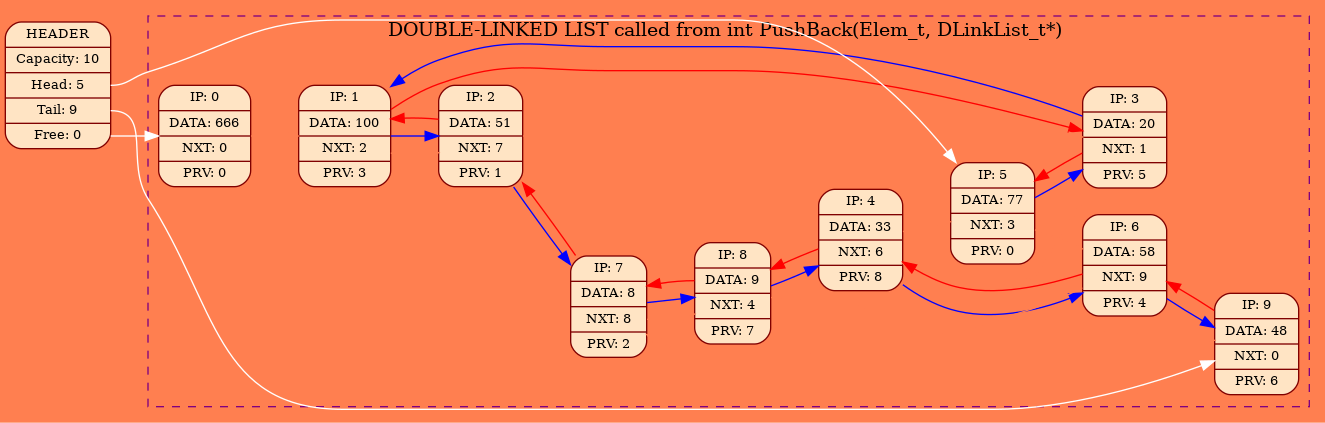 DOUBLE-LINKED LIST called from int PushBack(Elem_t, DLinkList_t*)
HEADER
Capacity: 10
Head: 5
Tail: 9
Free: 0
IP: 0
DATA: 666
NXT: 0
PRV: 0
IP: 1
DATA: 100
NXT: 2
PRV: 3
IP: 2
DATA: 51
NXT: 7
PRV: 1
IP: 7
DATA: 8
NXT: 8
PRV: 2
IP: 8
DATA: 9
NXT: 4
PRV: 7
IP: 4
DATA: 33
NXT: 6
PRV: 8
IP: 5
DATA: 77
NXT: 3
PRV: 0
IP: 3
DATA: 20
NXT: 1
PRV: 5
IP: 6
DATA: 58
NXT: 9
PRV: 4
IP: 9
DATA: 48
NXT: 0
PRV: 6